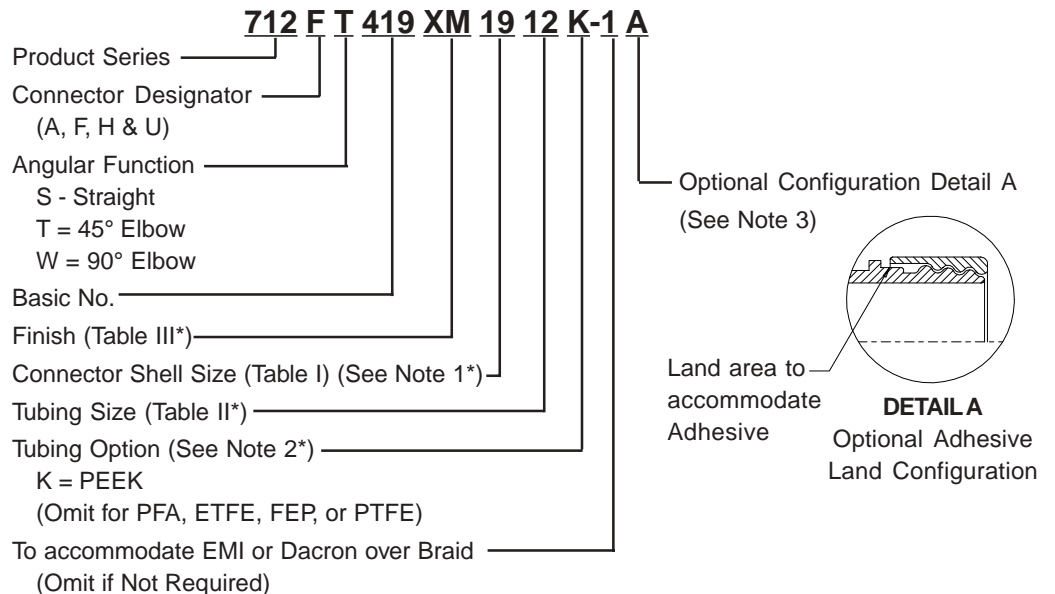 712 F T 419 XM 19 12 K-1 A
Product Series
Connector Designator
(A, F, H & U)
Angular Function
S - Straight
T = 45° Elbow
W = 90° Elbow
Basic No.
Finish (Table III*)
Connector Shell Size (Table I) (See Note 1*)
Tubing Size (Table II*)
Tubing Option (See Note 2*)
K = PEEK
(Omit for PFA, ETFE, FEP, or PTFE)
To accommodate EMI or Dacron over Braid
(Omit if Not Required)
Optional Configuration Detail A
(See Note 3)
Land area to
accommodate
Adhesive
DETAIL A
Optional Adhesive
Land Configuration